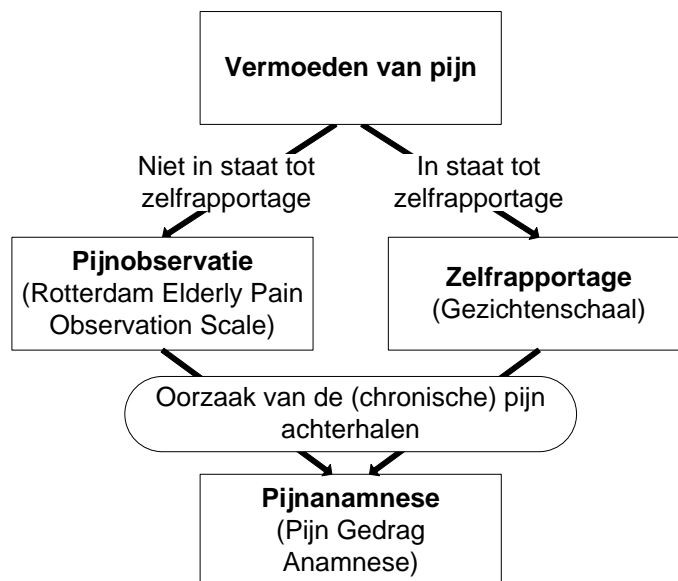 Vermoeden van pijn
Niet in staat tot
zelfrapportage
In staat tot
zelfrapportage
Pijnobservatie
(Rotterdam Elderly Pain
Observation Scale)
Zelfrapportage
(Gezichtenschaal)
Oorzaak van de (chronische) pijn
achterhalen
Pijnanamnese
(Pijn Gedrag
Anamnese)